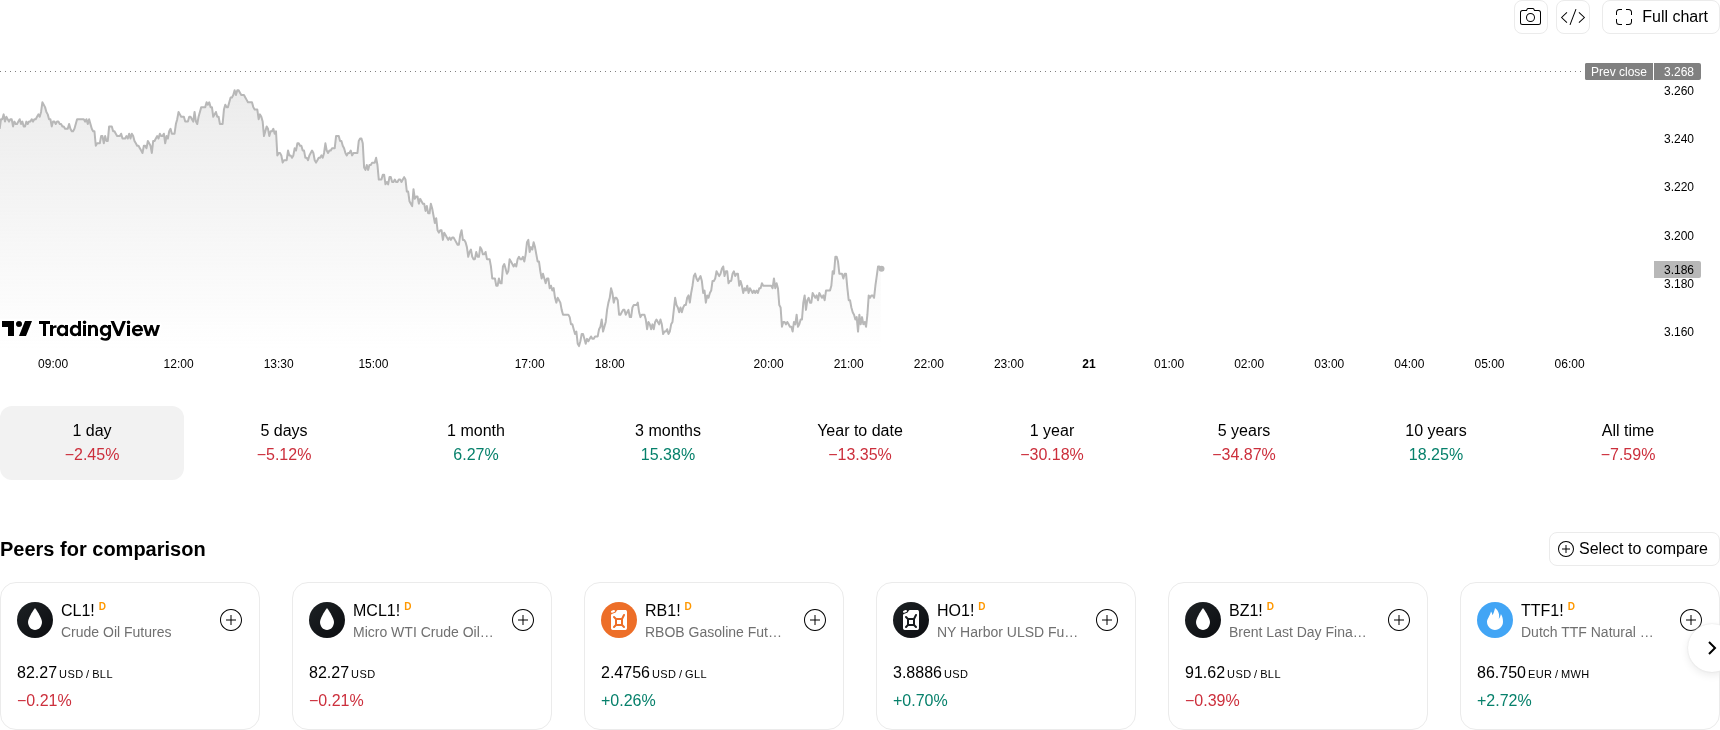 Full chart
Prev close 3.268
3.260
3.240
3.220
3.200
3.186
3.180
3.160
TradingView
09:00 12:00 13:30 15:00 17:00 18:00 20:00 21:00 22:00 23:00 21 01:00 02:00 03:00 04:00 05:00 06:00
1 day 5 days 1 month 3 months Year to date 1 year 5 years 10 years All time
−2.45% −5.12% 6.27% 15.38% −13.35% −30.18% −34.87% 18.25% −7.59%
Peers for comparison
Select to compare
CL1! D
Crude Oil Futures
82.27 USD / BLL
−0.21%
MCL1! D
Micro WTI Crude Oil…
82.27 USD
−0.21%
RB1! D
RBOB Gasoline Fut…
2.4756 USD / GLL
+0.26%
HO1! D
NY Harbor ULSD Fu…
3.8886 USD
+0.70%
BZ1! D
Brent Last Day Fina…
91.62 USD / BLL
−0.39%
TTF1! D
Dutch TTF Natural …
86.750 EUR / MWH
+2.72%